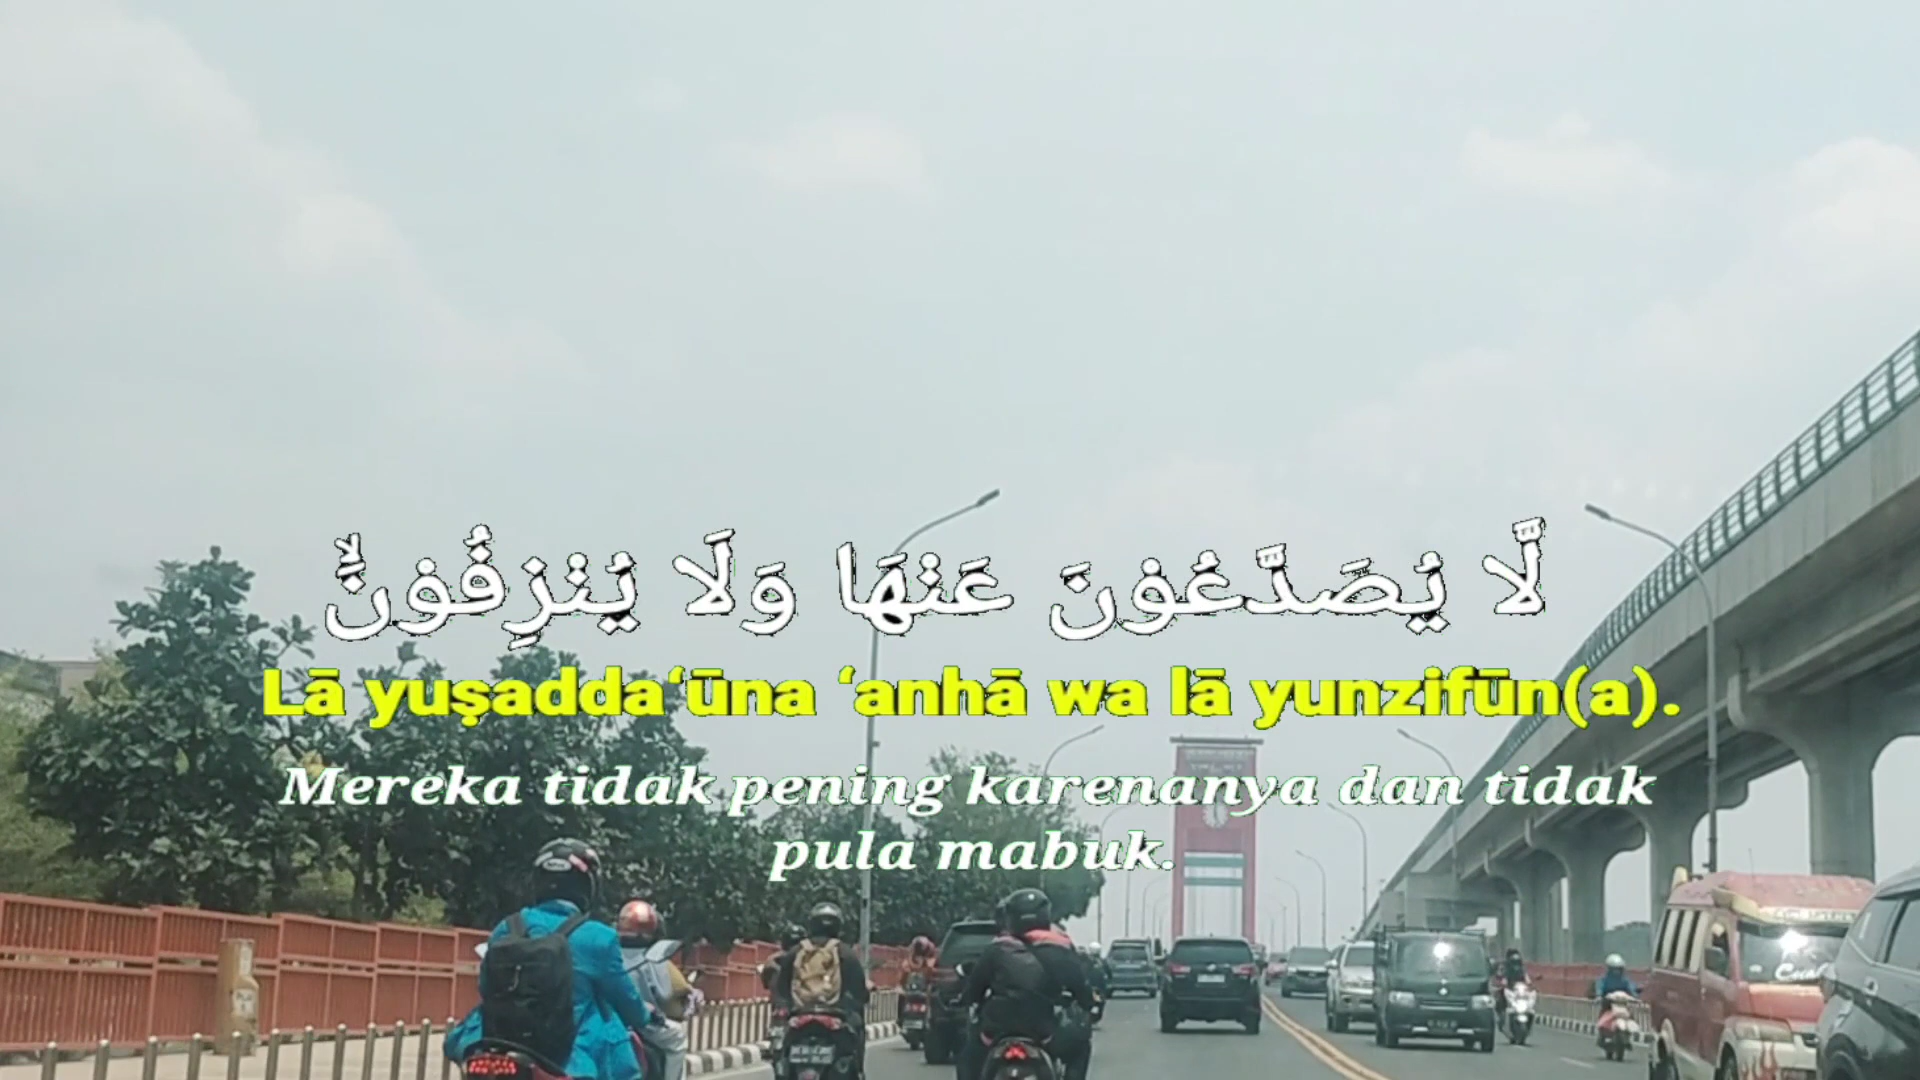 لَّا يُصَدَّعُوْنَ عَنْهَا وَلَا يُنْزِفُوْنَۙ
Lā yuṣadda‘ūna ‘anhā wa lā yunzifūn(a).
Mereka tidak pening karenanya dan tidak
pula mabuk.